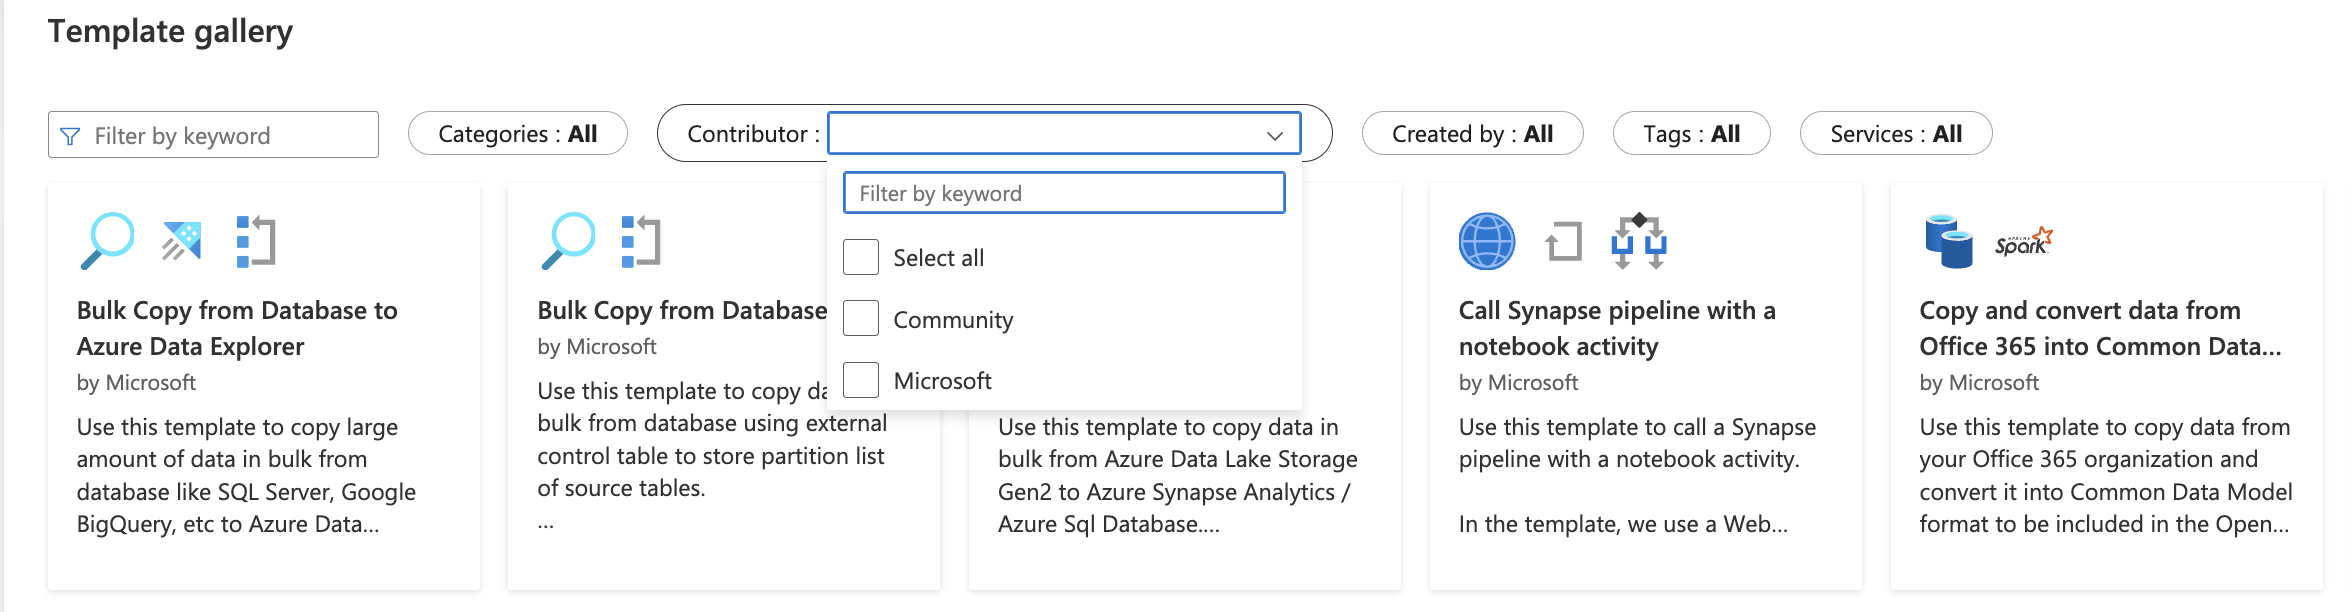 Template gallery
Filter by keyword
Categories : All
Contributor :
Created by : All
Tags : All
Services : All
Filter by keyword
Select all
Community
Microsoft
Bulk Copy from Database to
Azure Data Explorer
by Microsoft
Use this template to copy large
amount of data in bulk from
database like SQL Server, Google
BigQuery, etc to Azure Data...
Bulk Copy from Database
by Microsoft
Use this template to copy
bulk from database using external
control table to store partition list
of source tables.
...
Use this template to copy data in
bulk from Azure Data Lake Storage
Gen2 to Azure Synapse Analytics /
Azure Sql Database....
Call Synapse pipeline with a
notebook activity
by Microsoft
Use this template to call a Synapse
pipeline with a notebook activity.
In the template, we use a Web...
APACHE
Spark
Copy and convert data from
Office 365 into Common Data...
by Microsoft
Use this template to copy data from
your Office 365 organization and
convert it into Common Data Model
format to be included in the Open...